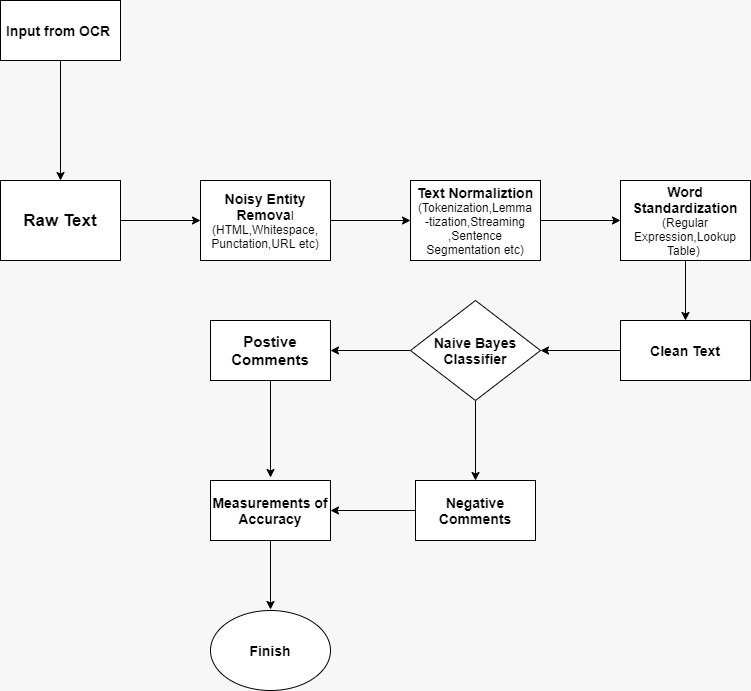 Input from OCR
Raw Text
Noisy Entity
Removal
(HTML,Whitespace,
Punctation,URL etc)
Text Normaliztion
(Tokenization,Lemma
-tization,Streaming
,Sentence
Segmentation etc)
Word
Standardization
(Regular
Expression,Lookup
Table)
Postive
Comments
Naive Bayes
Classifier
Clean Text
Measurements of
Accuracy
Negative
Comments
Finish